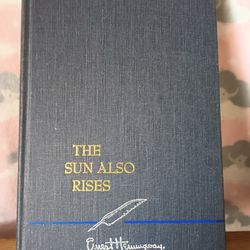 THE
SUN ALSO
RISES
Ernest Hemingway